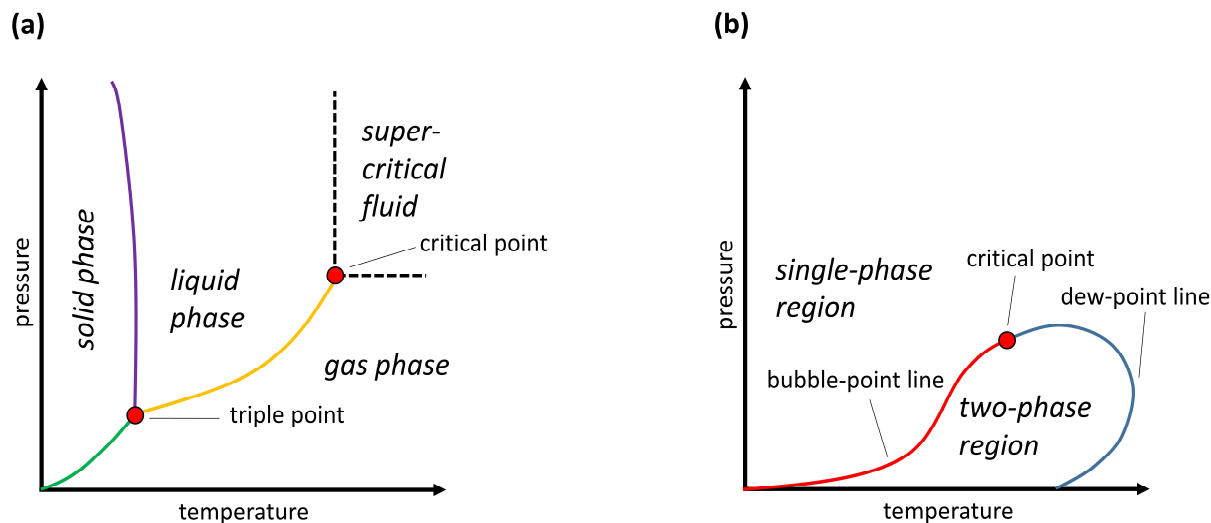 (a)
pressure
solid phase
liquid
phase
super-
critical
fluid
critical point
gas phase
triple point
temperature
(b)
pressure
single-phase
region
critical point
dew-point line
bubble-point line
two-phase
region
temperature